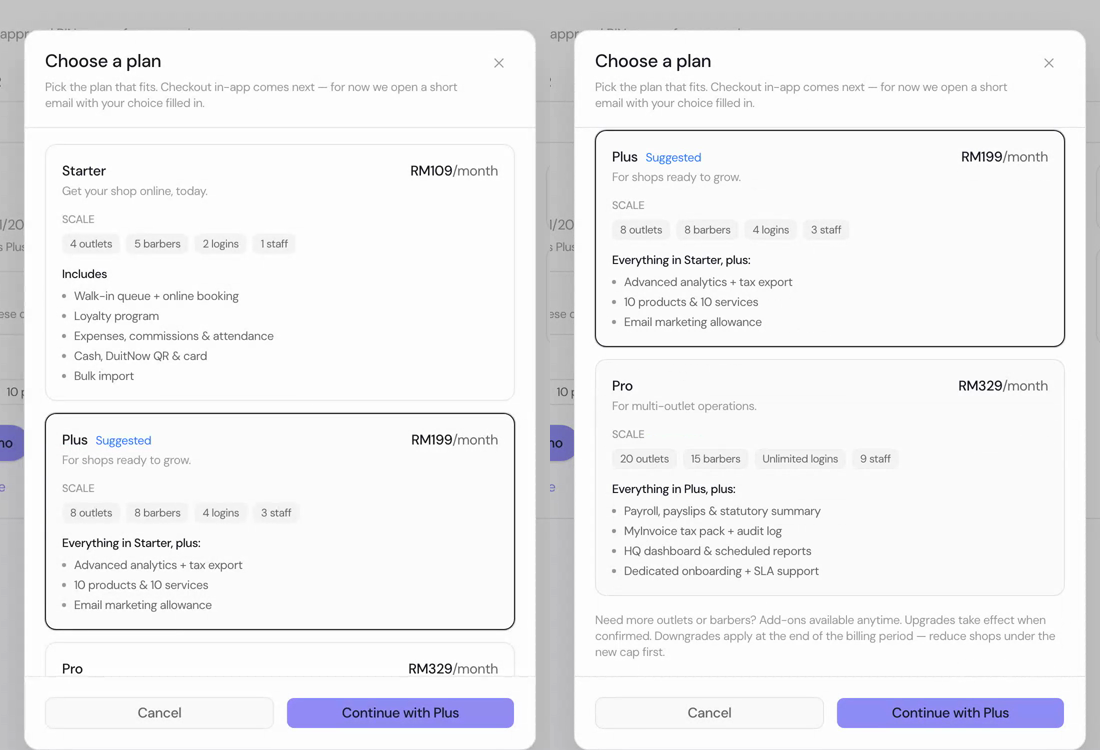 Choose a plan
Pick the plan that fits. Checkout in-app comes next — for now we open a short
email with your choice filled in.
Starter
RM109/month
Get your shop online, today.
SCALE
4 outlets
5 barbers
2 logins
1 staff
Includes
Walk-in queue + online booking
Loyalty program
Expenses, commissions & attendance
Cash, DuitNow QR & card
Bulk import
Plus Suggested
RM199/month
For shops ready to grow.
SCALE
8 outlets
8 barbers
4 logins
3 staff
Everything in Starter, plus:
Advanced analytics + tax export
10 products & 10 services
Email marketing allowance
Pro
RM329/month
Cancel
Continue with Plus
Choose a plan
Pick the plan that fits. Checkout in-app comes next — for now we open a short
email with your choice filled in.
Plus Suggested
RM199/month
For shops ready to grow.
SCALE
8 outlets
8 barbers
4 logins
3 staff
Everything in Starter, plus:
Advanced analytics + tax export
10 products & 10 services
Email marketing allowance
Pro
RM329/month
For multi-outlet operations.
SCALE
20 outlets
15 barbers
Unlimited logins
9 staff
Everything in Plus, plus:
Payroll, payslips & statutory summary
MyInvoice tax pack + audit log
HQ dashboard & scheduled reports
Dedicated onboarding + SLA support
Need more outlets or barbers? Add-ons available anytime. Upgrades take effect when
confirmed. Downgrades apply at the end of the billing period — reduce shops under the
new cap first.
Cancel
Continue with Plus